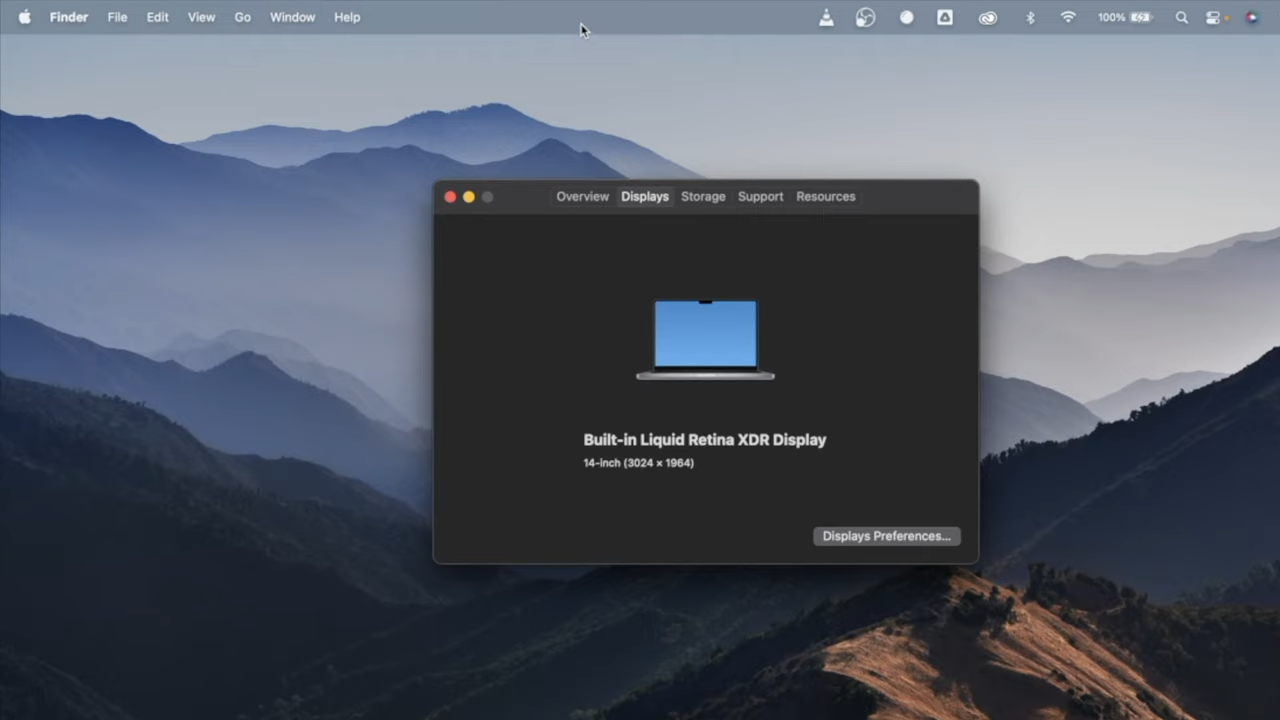 Finder File Edit View Go Window Help 100%
Overview Displays Storage Support Resources
Built-in Liquid Retina XDR Display
14-inch (3024 × 1964)
Displays Preferences...